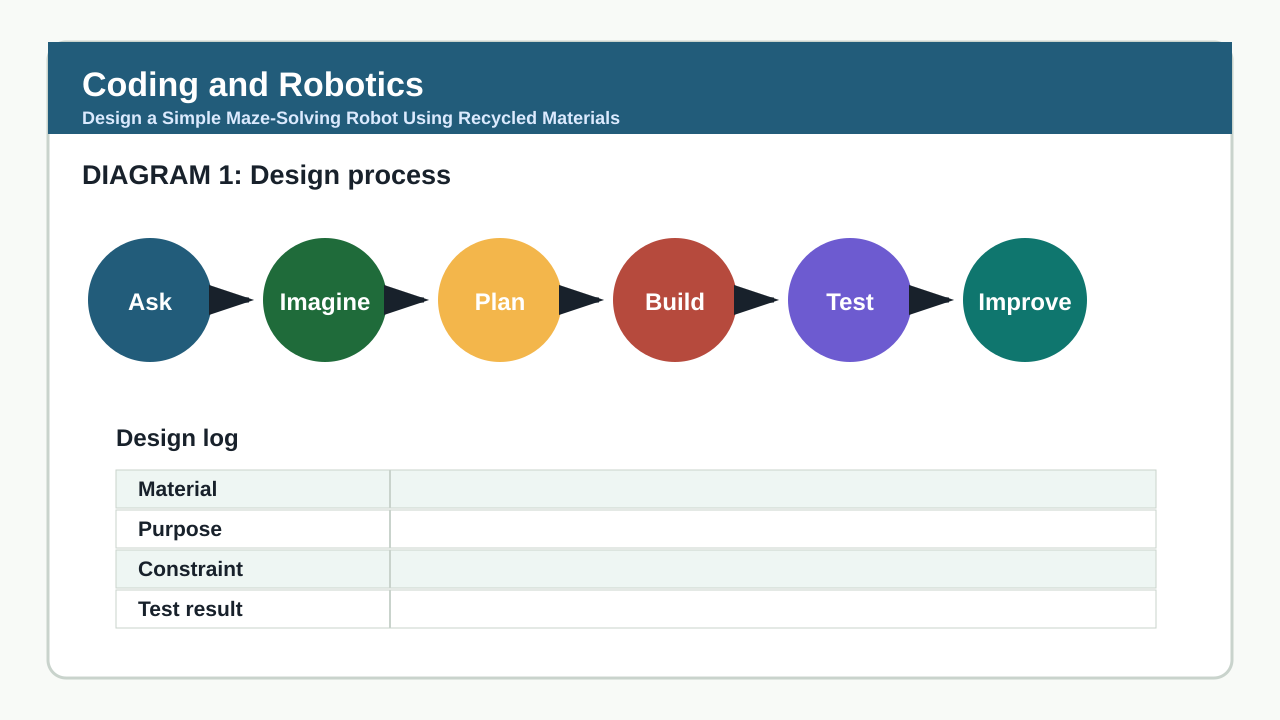 Coding and Robotics
Design a Simple Maze-Solving Robot Using Recycled Materials
DIAGRAM 1: Design process
Ask Imagine Plan Build Test Improve
Design log
Material
Purpose
Constraint
Test result